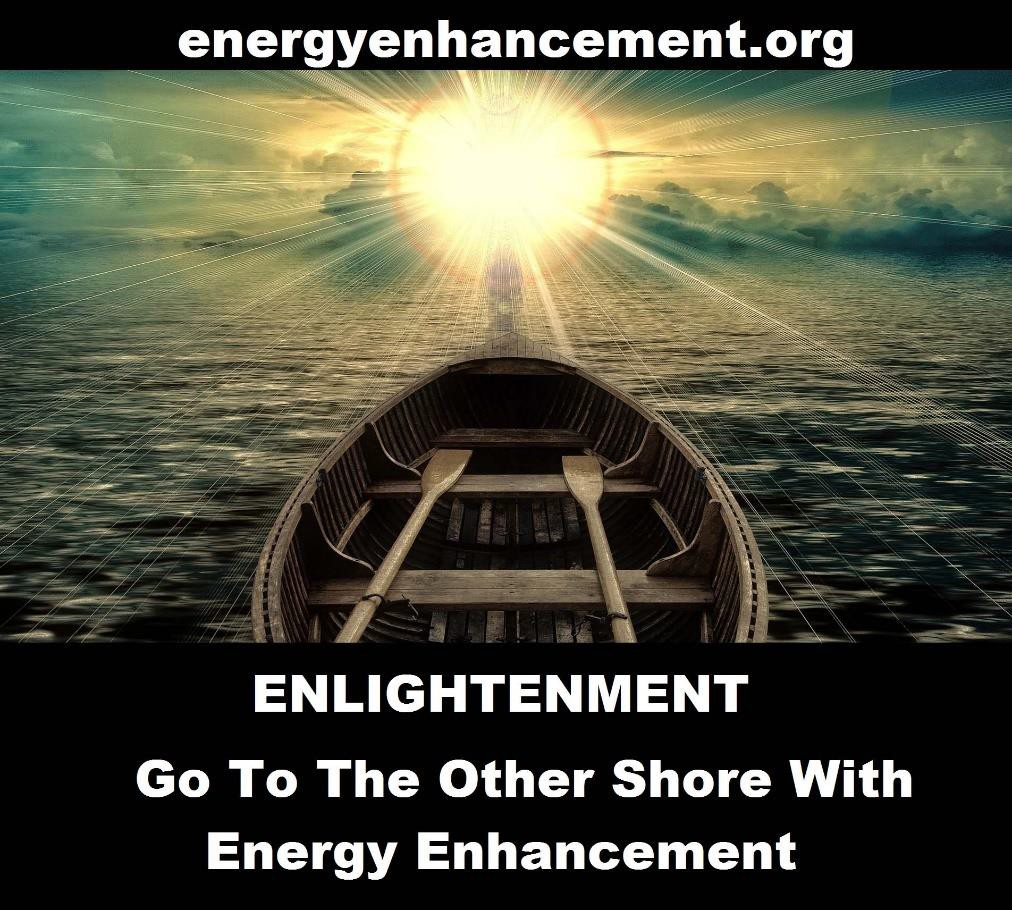 energyenhancement.org
ENLIGHTENMENT
Go To The Other Shore With
Energy Enhancement